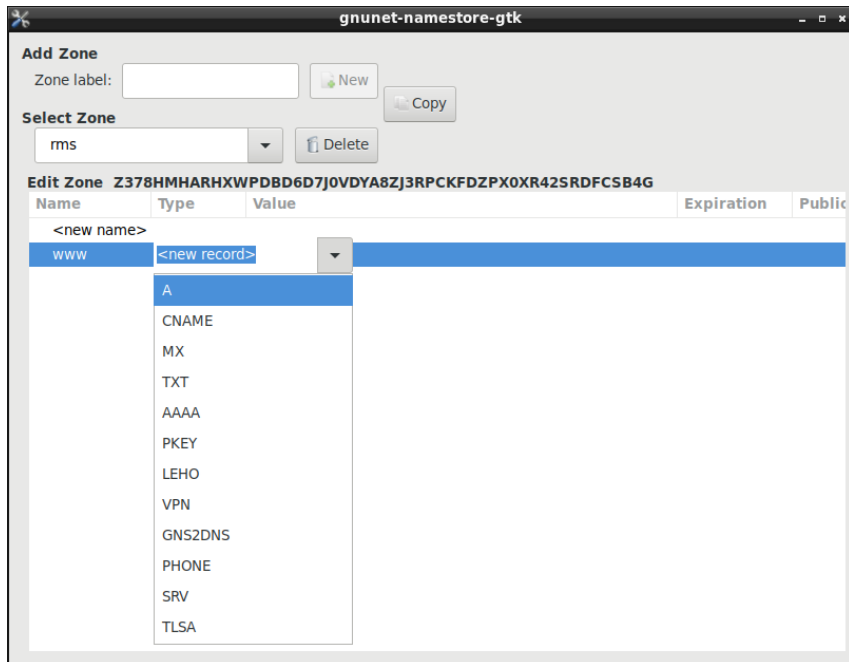 gnunet-namestore-gtk
Add Zone
Zone label: New
Copy
Select Zone
rms Delete
Edit Zone Z378HMHARHXWPDBD6D7J0VDYA8ZJ3RPCKFDZPX0XR42SRDFCSB4G
Name Type Value Expiration Public
<new name>
www <new record>
A
CNAME
MX
TXT
AAAA
PKEY
LEHO
VPN
GNS2DNS
PHONE
SRV
TLSA